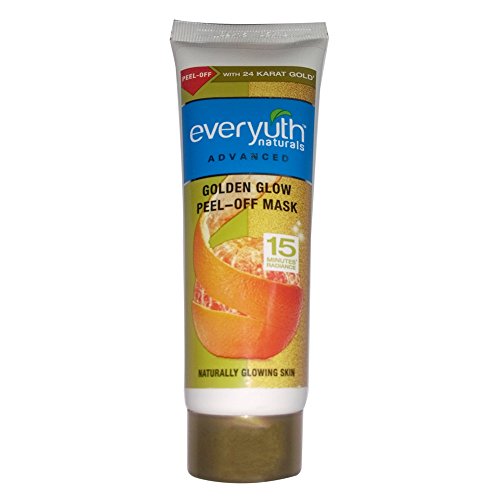 PEEL-OFF WITH 24 KARAT GOLD*
everyuth™
naturals
ADVANCED
GOLDEN GLOW
PEEL-OFF MASK
15
MINUTES
RADIANCE
NATURALLY GLOWING SKIN